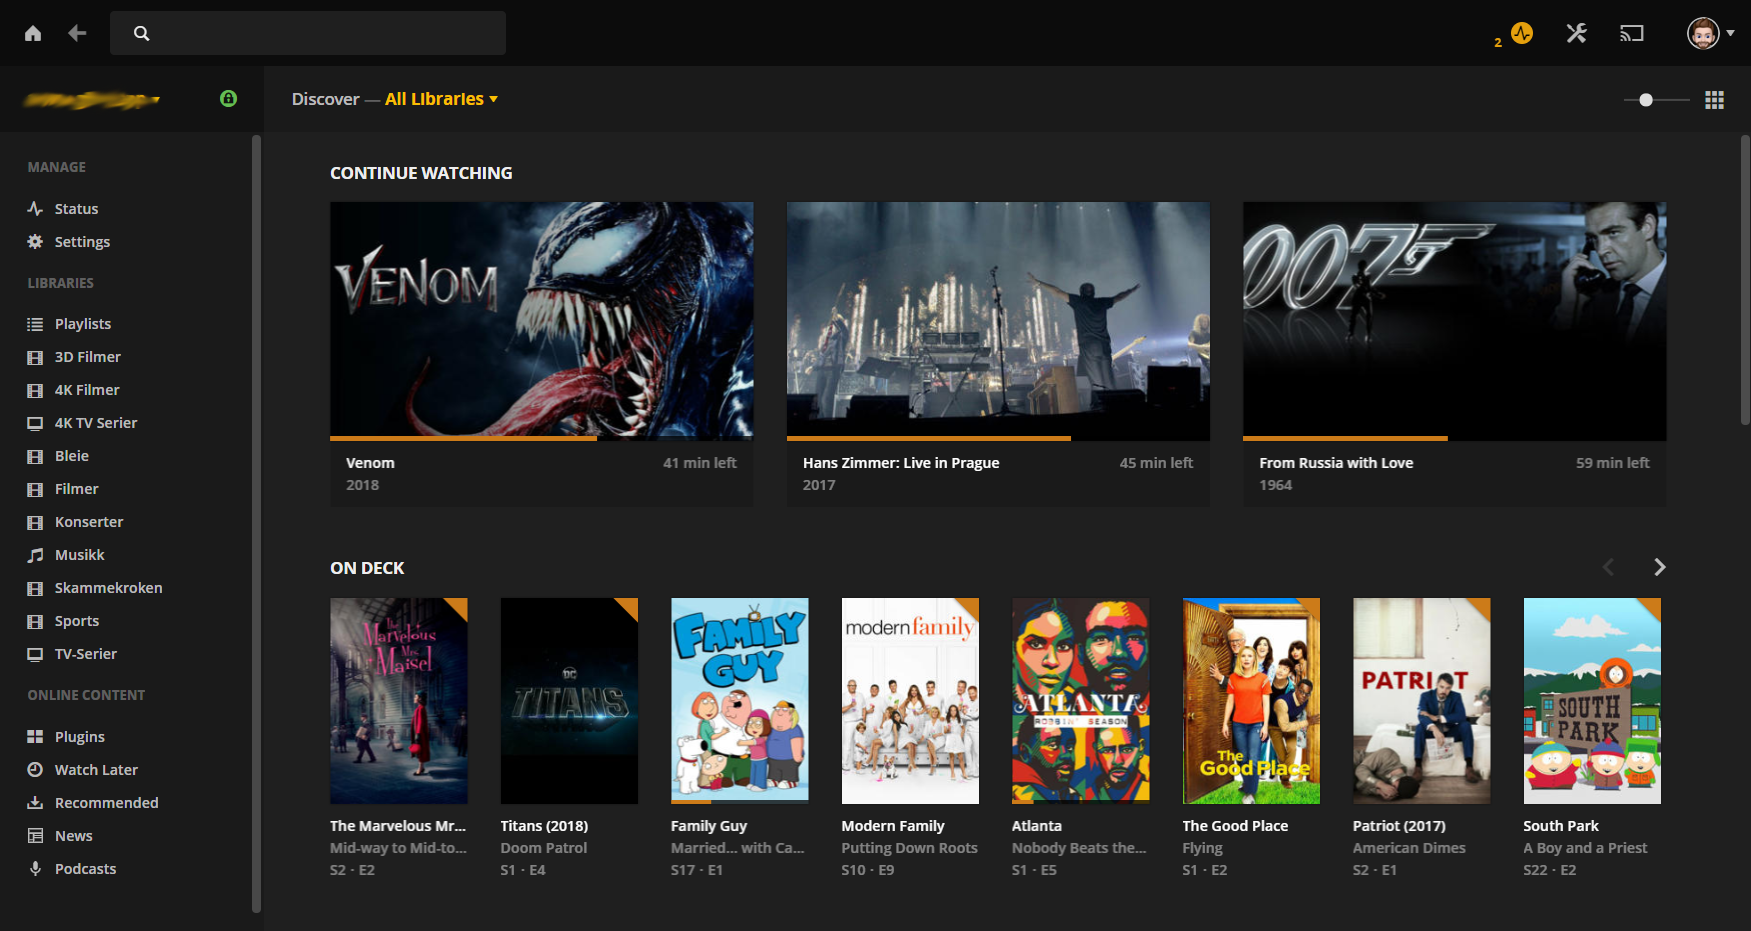 2
Discover — All Libraries
MANAGE
Status
Settings
LIBRARIES
Playlists
3D Filmer
4K Filmer
4K TV Serier
Bleie
Filmer
Konserter
Musikk
Skammekroken
Sports
TV-Serier
ONLINE CONTENT
Plugins
Watch Later
Recommended
News
Podcasts
CONTINUE WATCHING
VENOM
007
Venom
41 min left
2018
Hans Zimmer: Live in Prague
45 min left
2017
From Russia with Love
59 min left
1964
ON DECK
The Marvelous Mrs. Maisel
DC
TITANS
FAMILY GUY
modern family
ATLANTA
ROBBIN' SEASON
The Good Place
PATRIOT
SOUTH PARK
The Marvelous Mr...
Mid-way to Mid-to...
S2 · E2
Titans (2018)
Doom Patrol
S1 · E4
Family Guy
Married... with Ca...
S17 · E1
Modern Family
Putting Down Roots
S10 · E9
Atlanta
Nobody Beats the...
S1 · E5
The Good Place
Flying
S1 · E2
Patriot (2017)
American Dimes
S2 · E1
South Park
A Boy and a Priest
S22 · E2